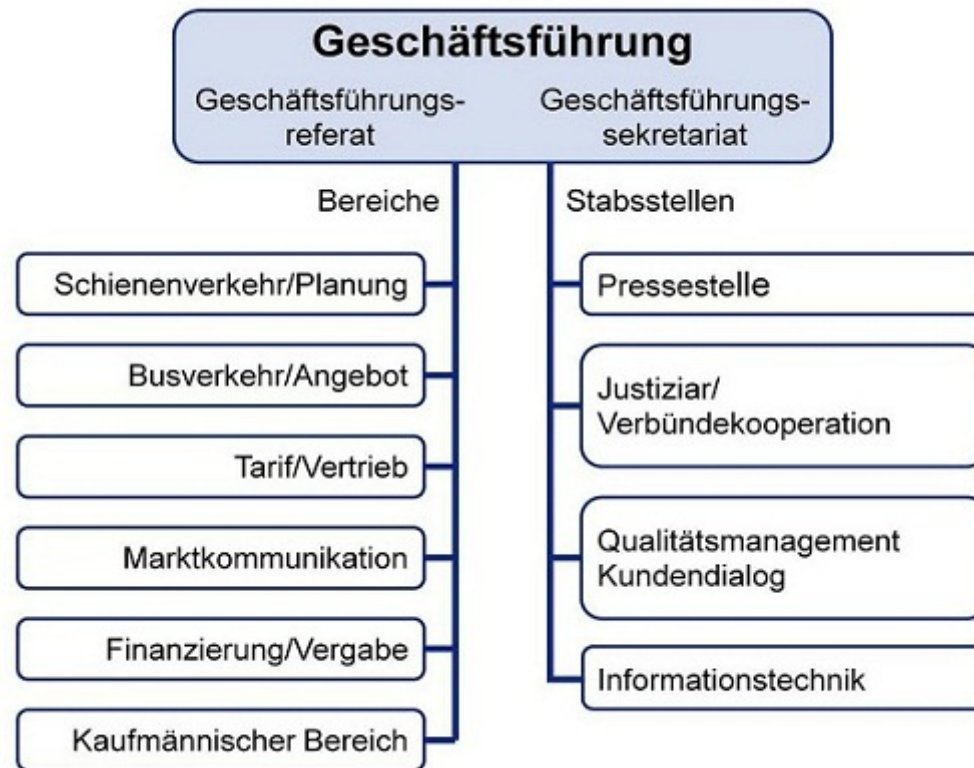 Geschäftsführung
Geschäftsführungs-
referat
Geschäftsführungs-
sekretariat
Bereiche
Schienenverkehr/Planung
Busverkehr/Angebot
Tarif/Vertrieb
Marktkommunikation
Finanzierung/Vergabe
Kaufmännischer Bereich
Stabsstellen
Pressestelle
Justiziar/
Verbündekooperation
Qualitätsmanagement
Kundendialog
Informationstechnik